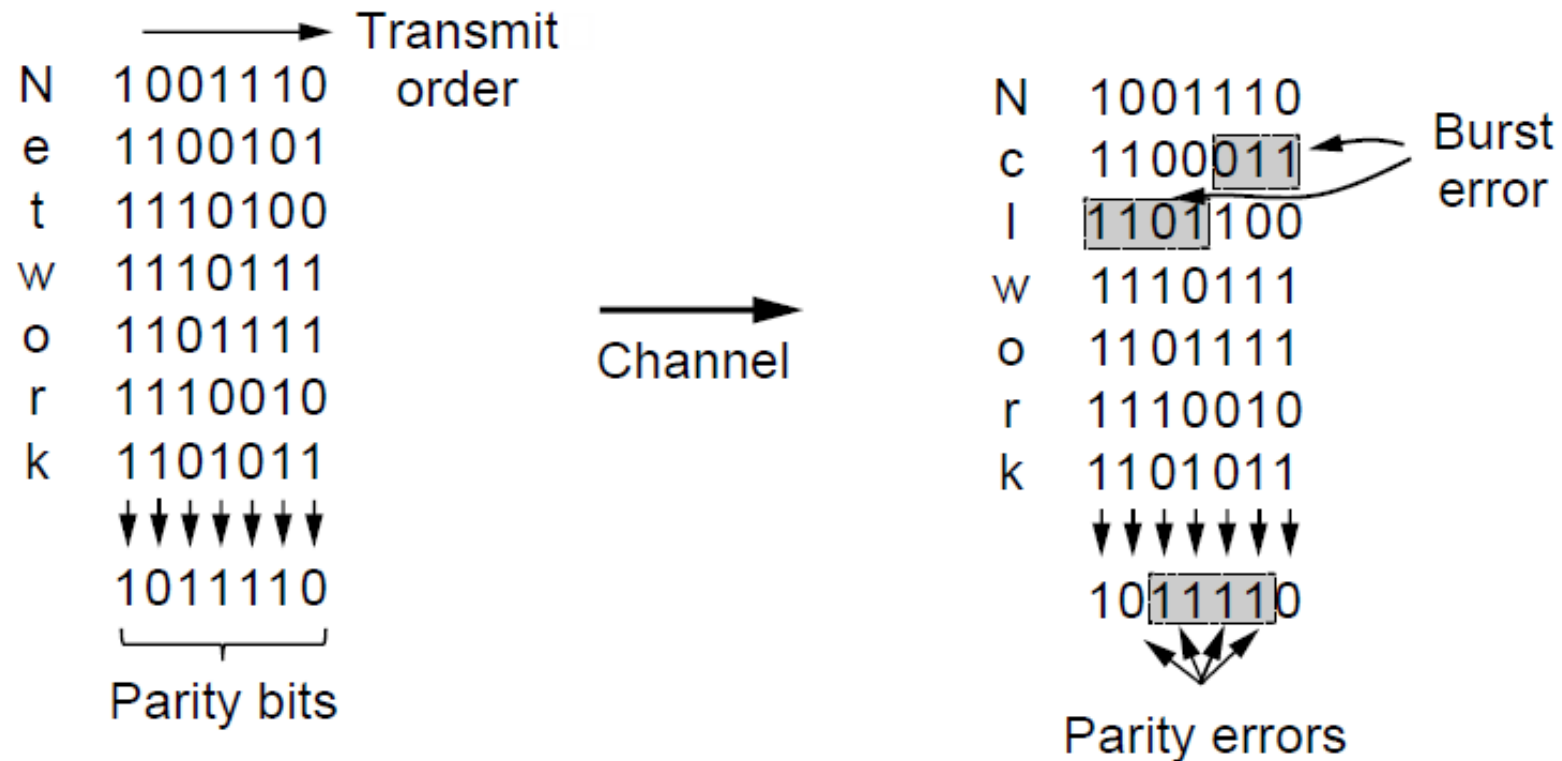 Transmit
order
N 1001110
e 1100101
t 1110100
w 1110111
o 1101111
r 1110010
k 1101011
1011110
Parity bits
Channel
N 1001110
c 1100011
l 1101100
w 1110111
o 1101111
r 1110010
k 1101011
1011110
Burst
error
Parity errors